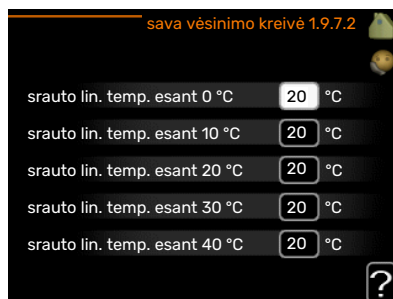 sava vėsinimo kreivė 1.9.7.2
srauto lin. temp. esant 0 °C 20 °C
srauto lin. temp. esant 10 °C 20 °C
srauto lin. temp. esant 20 °C 20 °C
srauto lin. temp. esant 30 °C 20 °C
srauto lin. temp. esant 40 °C 20 °C
?